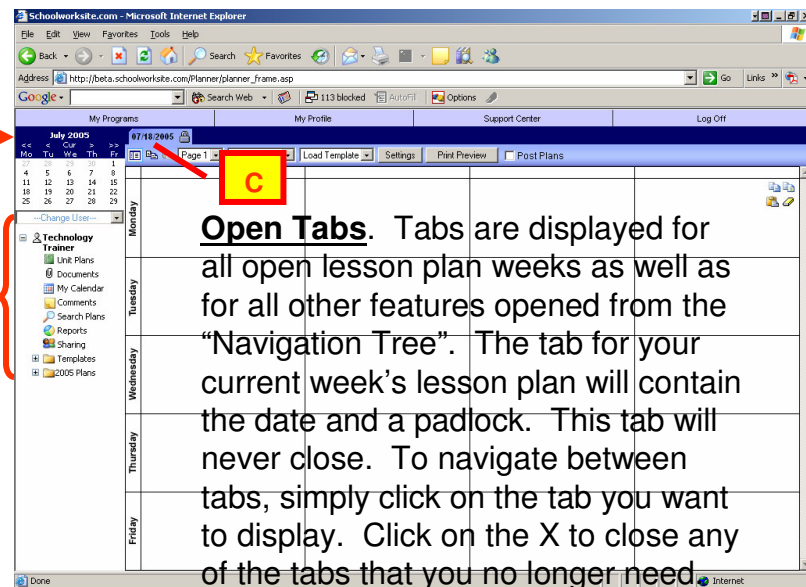 Schoolworksite.com - Microsoft Internet Explorer
File Edit View Favorites Tools Help
Back Search Favorites
Address http://beta.schoolworksite.com/Planner/planner_frame.asp Go Links »
Google Search Web 113 blocked AutoFill Options
My Programs My Profile Support Center Log Off
July 2005 07/18/2005
<< < Cur > >>
Mo Tu We Th Fr Page 1 Load Template Settings Print Preview Post Plans
27 28 29 30 1
4 5 6 7 8
11 12 13 14 15
18 19 20 21 22
25 26 27 28 29
C
---Change User---
Technology
Trainer
Unit Plans
Documents
My Calendar
Comments
Search Plans
Reports
Sharing
Templates
2005 Plans
Monday
Tuesday
Wednesday
Thursday
Friday
Open Tabs. Tabs are displayed for
all open lesson plan weeks as well as
for all other features opened from the
“Navigation Tree”. The tab for your
current week’s lesson plan will contain
the date and a padlock. This tab will
never close. To navigate between
tabs, simply click on the tab you want
to display. Click on the X to close any
of the tabs that you no longer need
Done Internet